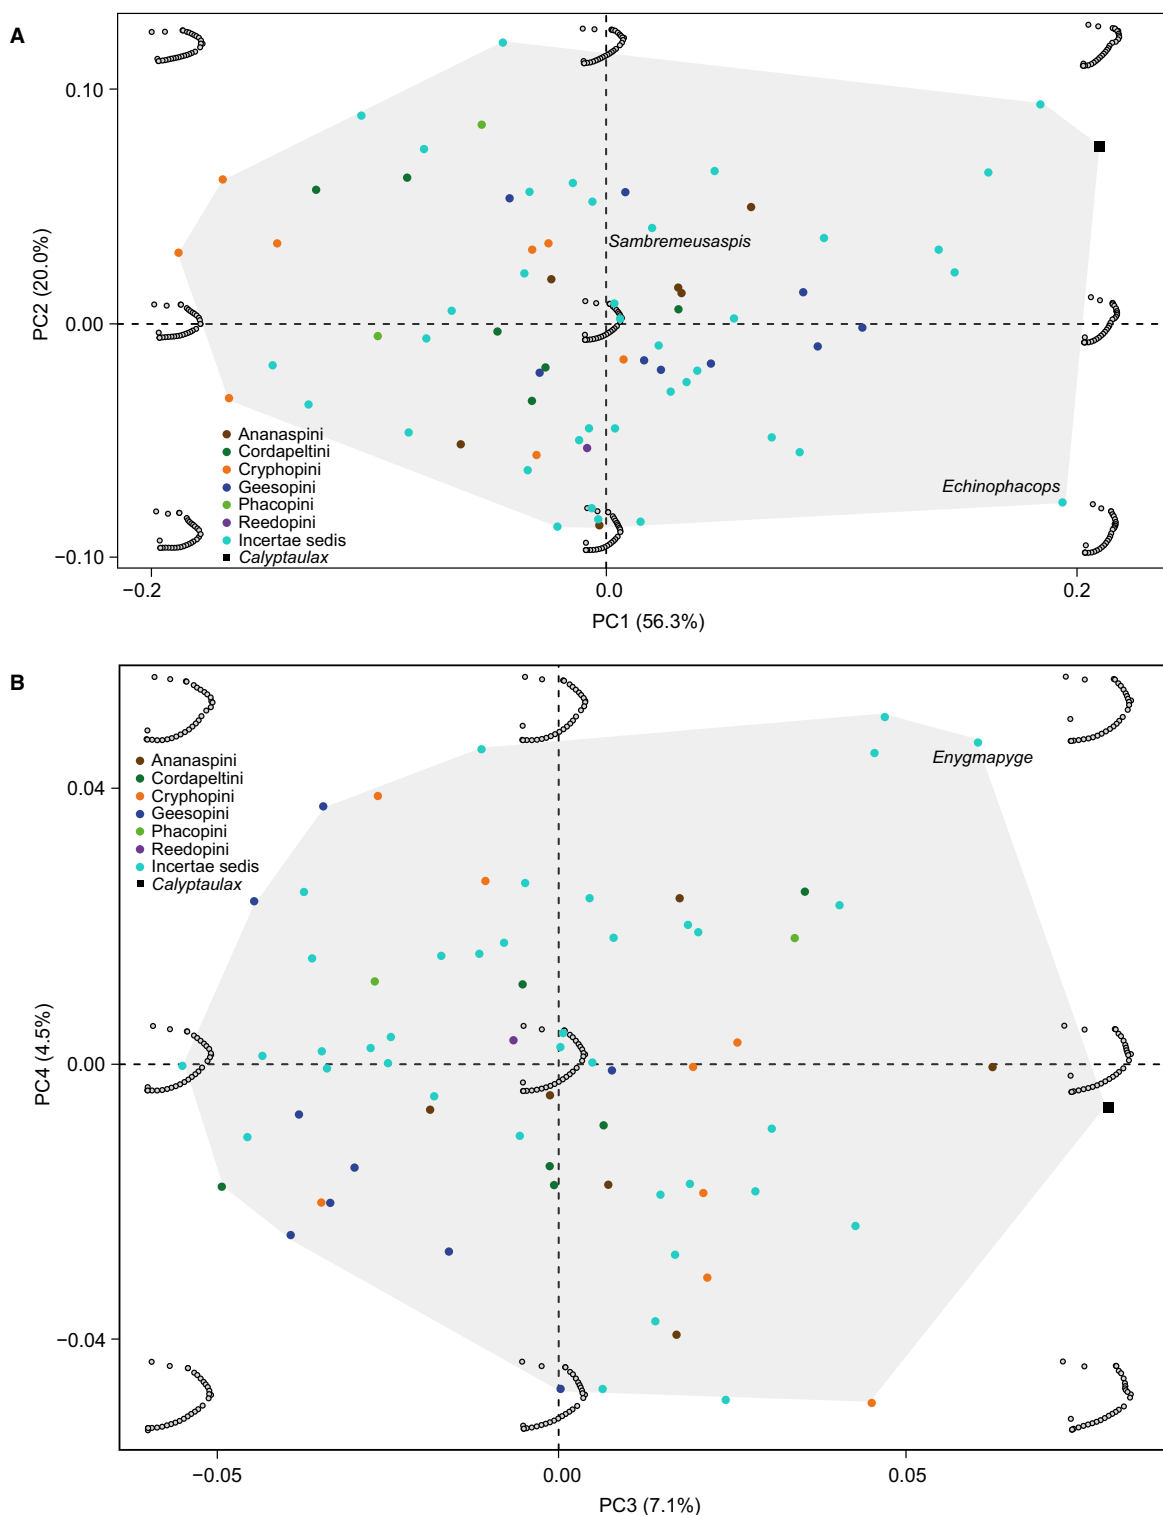 A
0.10
PC2 (20.0%)
0.00
−0.10
Sambremeusaspis
Echinophacops
Ananaspini
Cordapeltini
Cryphopini
Geesopini
Phacopini
Reedopini
Incertae sedis
Calyptaulax
−0.2
0.0
0.2
PC1 (56.3%)
B
Enygmapyge
Ananaspini
Cordapeltini
Cryphopini
Geesopini
Phacopini
Reedopini
Incertae sedis
Calyptaulax
0.04
PC4 (4.5%)
0.00
−0.04
−0.05
0.00
0.05
PC3 (7.1%)